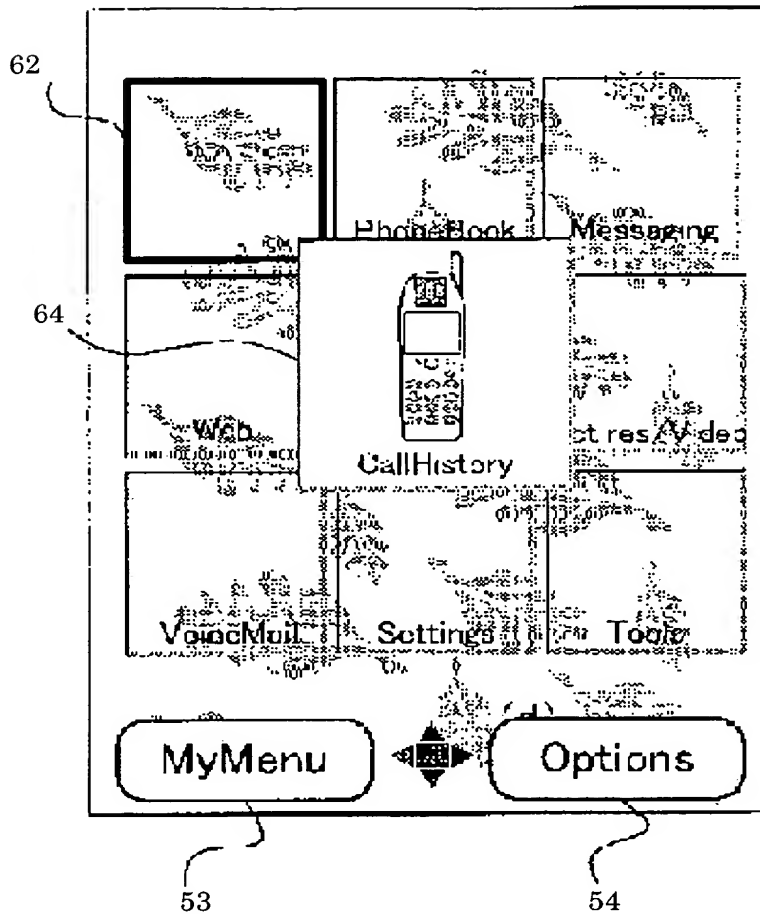 62
PhoneBook Messaging
64
Web
CallHistory
VoiceMail Settings Tools
(d)
MyMenu Options
53 54